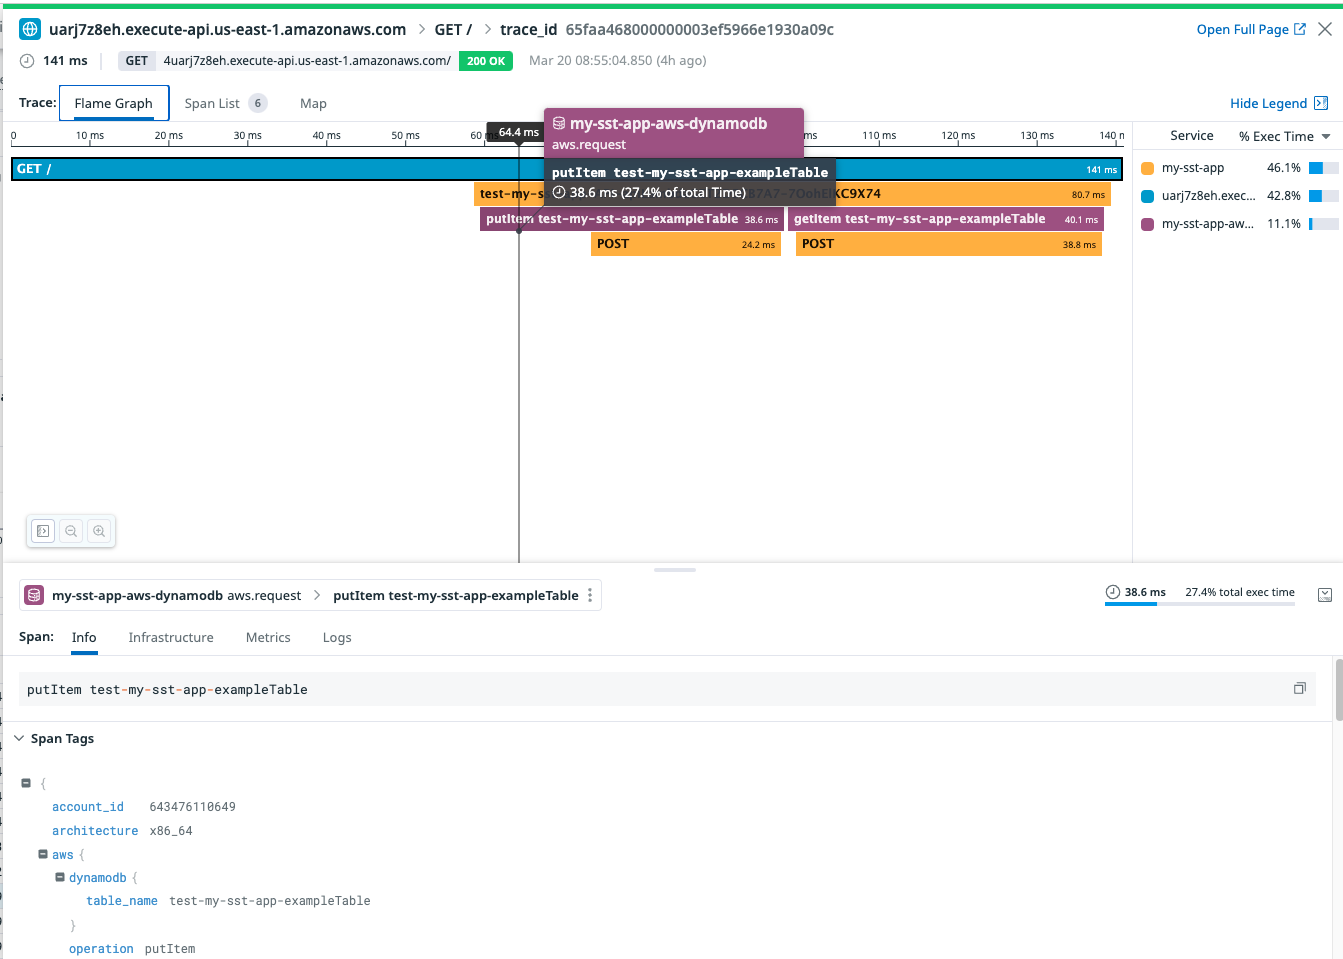 uarj7z8eh.execute-api.us-east-1.amazonaws.com > GET / > trace_id 65faa468000000003ef5966e1930a09c
Open Full Page
141 ms GET 4uarj7z8eh.execute-api.us-east-1.amazonaws.com/ 200 OK Mar 20 08:55:04.850 (4h ago)
Trace: Flame Graph Span List 6 Map
Hide Legend
0 10 ms 20 ms 30 ms 40 ms 50 ms 60 ms 110 ms 120 ms 130 ms 140 m
64.4 ms
my-sst-app-aws-dynamodb
aws.request
putItem test-my-sst-app-exampleTable
38.6 ms (27.4% of total Time)
GET / 141 ms
test-my-ss KC9X74 80.7 ms
putItem test-my-sst-app-exampleTable 38.6 ms
getItem test-my-sst-app-exampleTable 40.1 ms
POST 24.2 ms
POST 38.8 ms
Service % Exec Time
my-sst-app 46.1%
uarj7z8eh.exec... 42.8%
my-sst-app-aw... 11.1%
my-sst-app-aws-dynamodb aws.request > putItem test-my-sst-app-exampleTable
38.6 ms 27.4% total exec time
Span: Info Infrastructure Metrics Logs
putItem test-my-sst-app-exampleTable
Span Tags
{
account_id 643476110649
architecture x86_64
aws {
dynamodb {
table_name test-my-sst-app-exampleTable
}
operation putItem